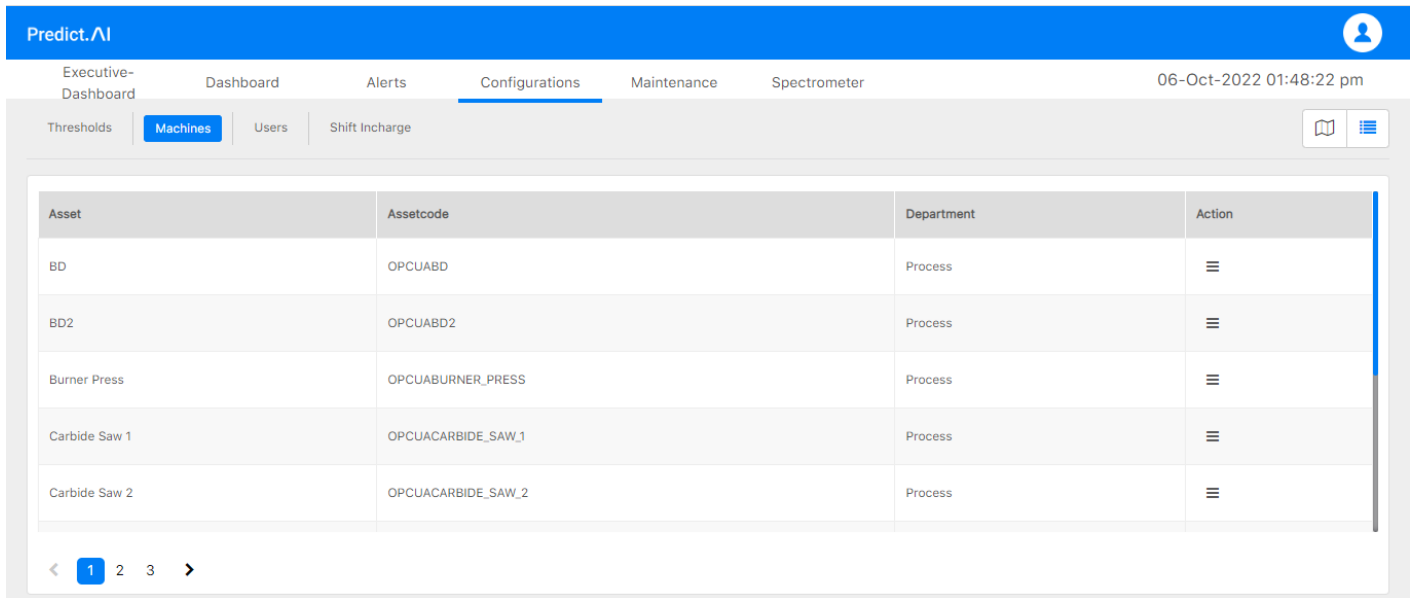 Predict.AI
Executive-
Dashboard
Dashboard Alerts Configurations Maintenance Spectrometer 06-Oct-2022 01:48:22 pm
Thresholds Machines Users Shift Incharge
Asset Assetcode Department Action
BD OPCUABD Process
BD2 OPCUABD2 Process
Burner Press OPCUABURNER_PRESS Process
Carbide Saw 1 OPCUACARBIDE_SAW_1 Process
Carbide Saw 2 OPCUACARBIDE_SAW_2 Process
1 2 3